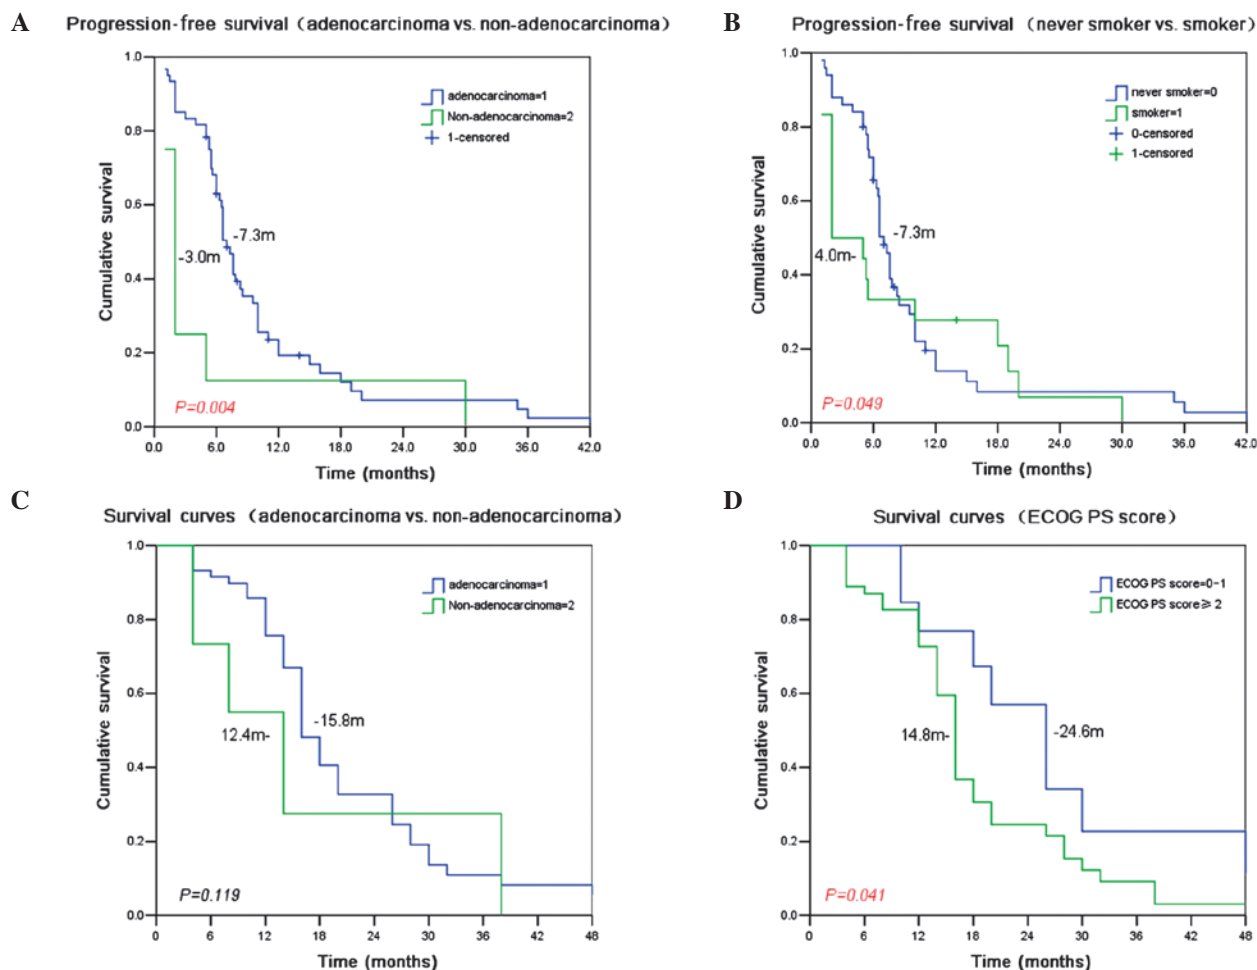 A
Progression-free survival (adenocarcinoma vs. non-adenocarcinoma)
Cumulative survival
1.0
0.8
0.6
0.4
0.2
0.0
adenocarcinoma=1
Non-adenocarcinoma=2
1-censored
-7.3m
-3.0m
P=0.004
0.0 6.0 12.0 18.0 24.0 30.0 36.0 42.0
Time (months)
B
Progression-free survival (never smoker vs. smoker)
Cumulative survival
1.0
0.8
0.6
0.4
0.2
0.0
never smoker=0
smoker=1
0-censored
1-censored
-7.3m
4.0m-
P=0.049
0.0 6.0 12.0 18.0 24.0 30.0 36.0 42.0
Time (months)
C
Survival curves (adenocarcinoma vs. non-adenocarcinoma)
Cumulative survival
1.0
0.8
0.6
0.4
0.2
0.0
adenocarcinoma=1
Non-adenocarcinoma=2
-15.8m
12.4m-
P=0.119
0 6 12 18 24 30 36 42 48
Time (months)
D
Survival curves (ECOG PS score)
Cumulative survival
1.0
0.8
0.6
0.4
0.2
0.0
ECOG PS score=0-1
ECOG PS score≥ 2
14.8m-
-24.6m
P=0.041
0 6 12 18 24 30 36 42 48
Time (months)